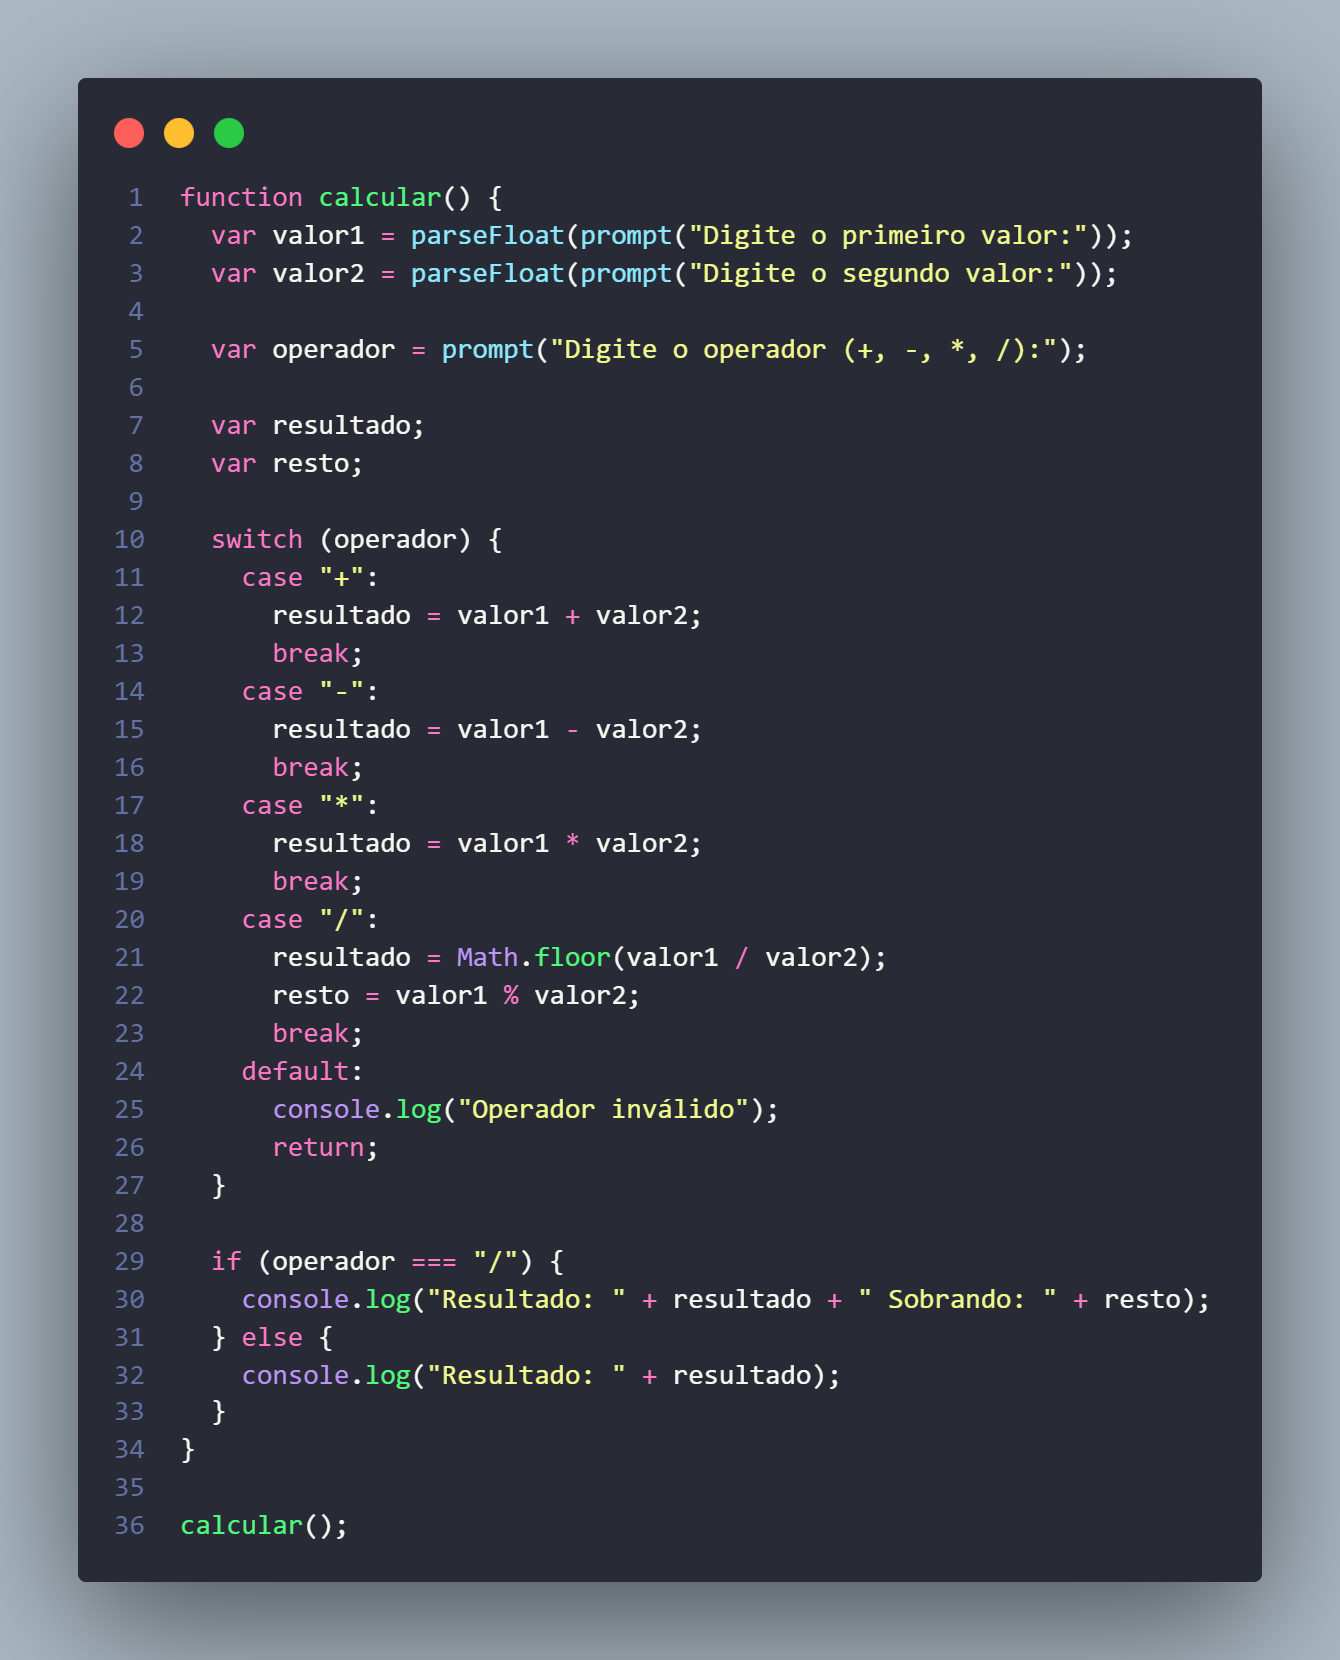 1 function calcular() {
2   var valor1 = parseFloat(prompt("Digite o primeiro valor:"));
3   var valor2 = parseFloat(prompt("Digite o segundo valor:"));
4
5   var operador = prompt("Digite o operador (+, -, *, /):");
6
7   var resultado;
8   var resto;
9
10   switch (operador) {
11     case "+":
12       resultado = valor1 + valor2;
13       break;
14     case "-":
15       resultado = valor1 - valor2;
16       break;
17     case "*":
18       resultado = valor1 * valor2;
19       break;
20     case "/":
21       resultado = Math.floor(valor1 / valor2);
22       resto = valor1 % valor2;
23       break;
24     default:
25       console.log("Operador inválido");
26       return;
27   }
28
29   if (operador === "/") {
30     console.log("Resultado: " + resultado + " Sobrando: " + resto);
31   } else {
32     console.log("Resultado: " + resultado);
33   }
34 }
35
36 calcular();